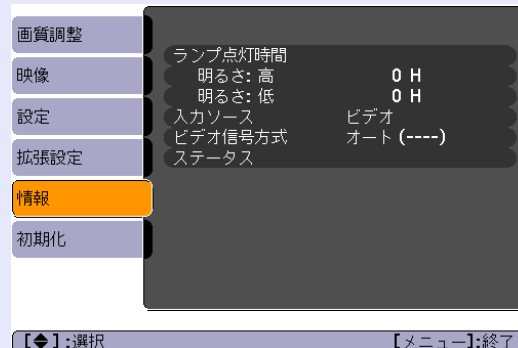 画質調整
映像
設定
拡張設定
情報
初期化
ランプ点灯時間
明るさ: 高 0 H
明るさ: 低 0 H
入力ソース ビデオ
ビデオ信号方式 オート (----)
ステータス
[◆] :選択 [メニュー]:終了